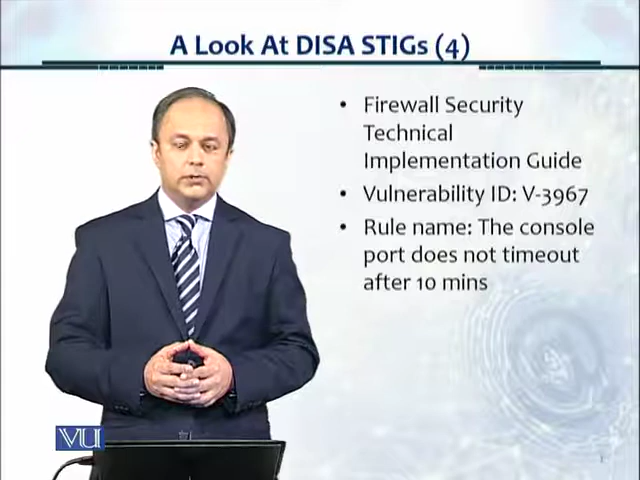 A Look At DISA STIGs (4)
• Firewall Security
Technical
Implementation Guide
• Vulnerability ID: V-3967
• Rule name: The console
port does not timeout
after 10 mins
VU